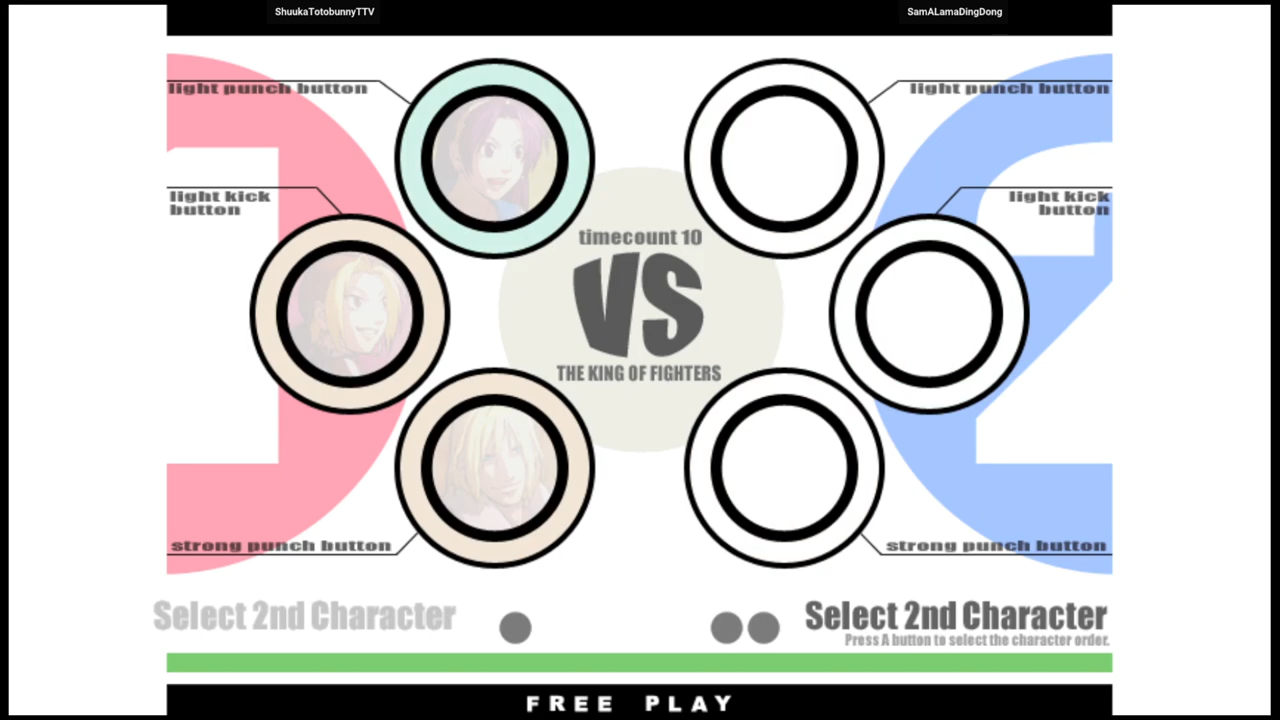 ShuukaTotobunnyTTV
SamALamaDingDong
light punch button
light punch button
light kick
button
light kick
button
1
2
timecount 10
VS
THE KING OF FIGHTERS
strong punch button
strong punch button
Select 2nd Character
Select 2nd Character
Press A button to select the character order.
FREE PLAY